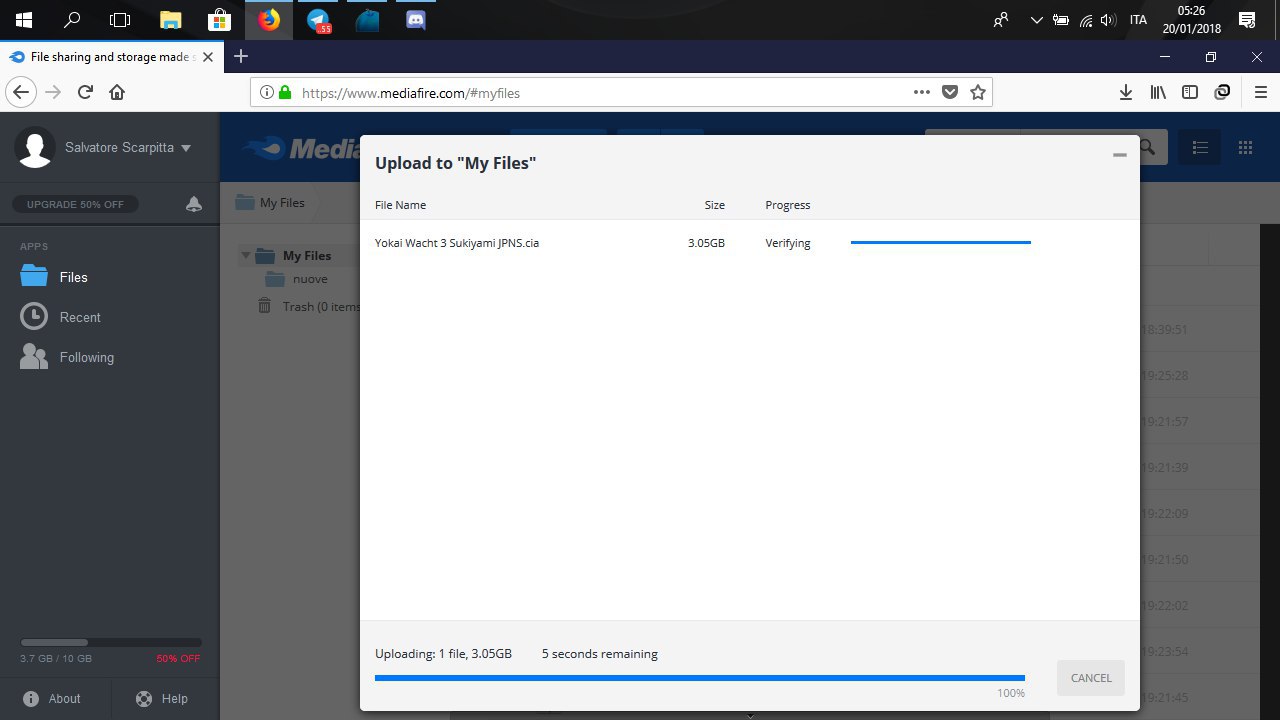 55
ITA
05:26
20/01/2018
File sharing and storage made s
https://www.mediafire.com/#myfiles
Salvatore Scarpitta
Media
UPGRADE 50% OFF
My Files
APPS
Files
Recent
Following
My Files
nuove
Trash (0 items
Upload to "My Files"
File Name Size Progress
Yokai Wacht 3 Sukiyami JPNS.cia 3.05GB Verifying
18:39:51
19:25:28
19:21:57
19:21:39
19:22:09
19:21:50
19:22:02
19:23:54
19:21:45
Uploading: 1 file, 3.05GB 5 seconds remaining
100%
CANCEL
3.7 GB / 10 GB 50% OFF
About Help